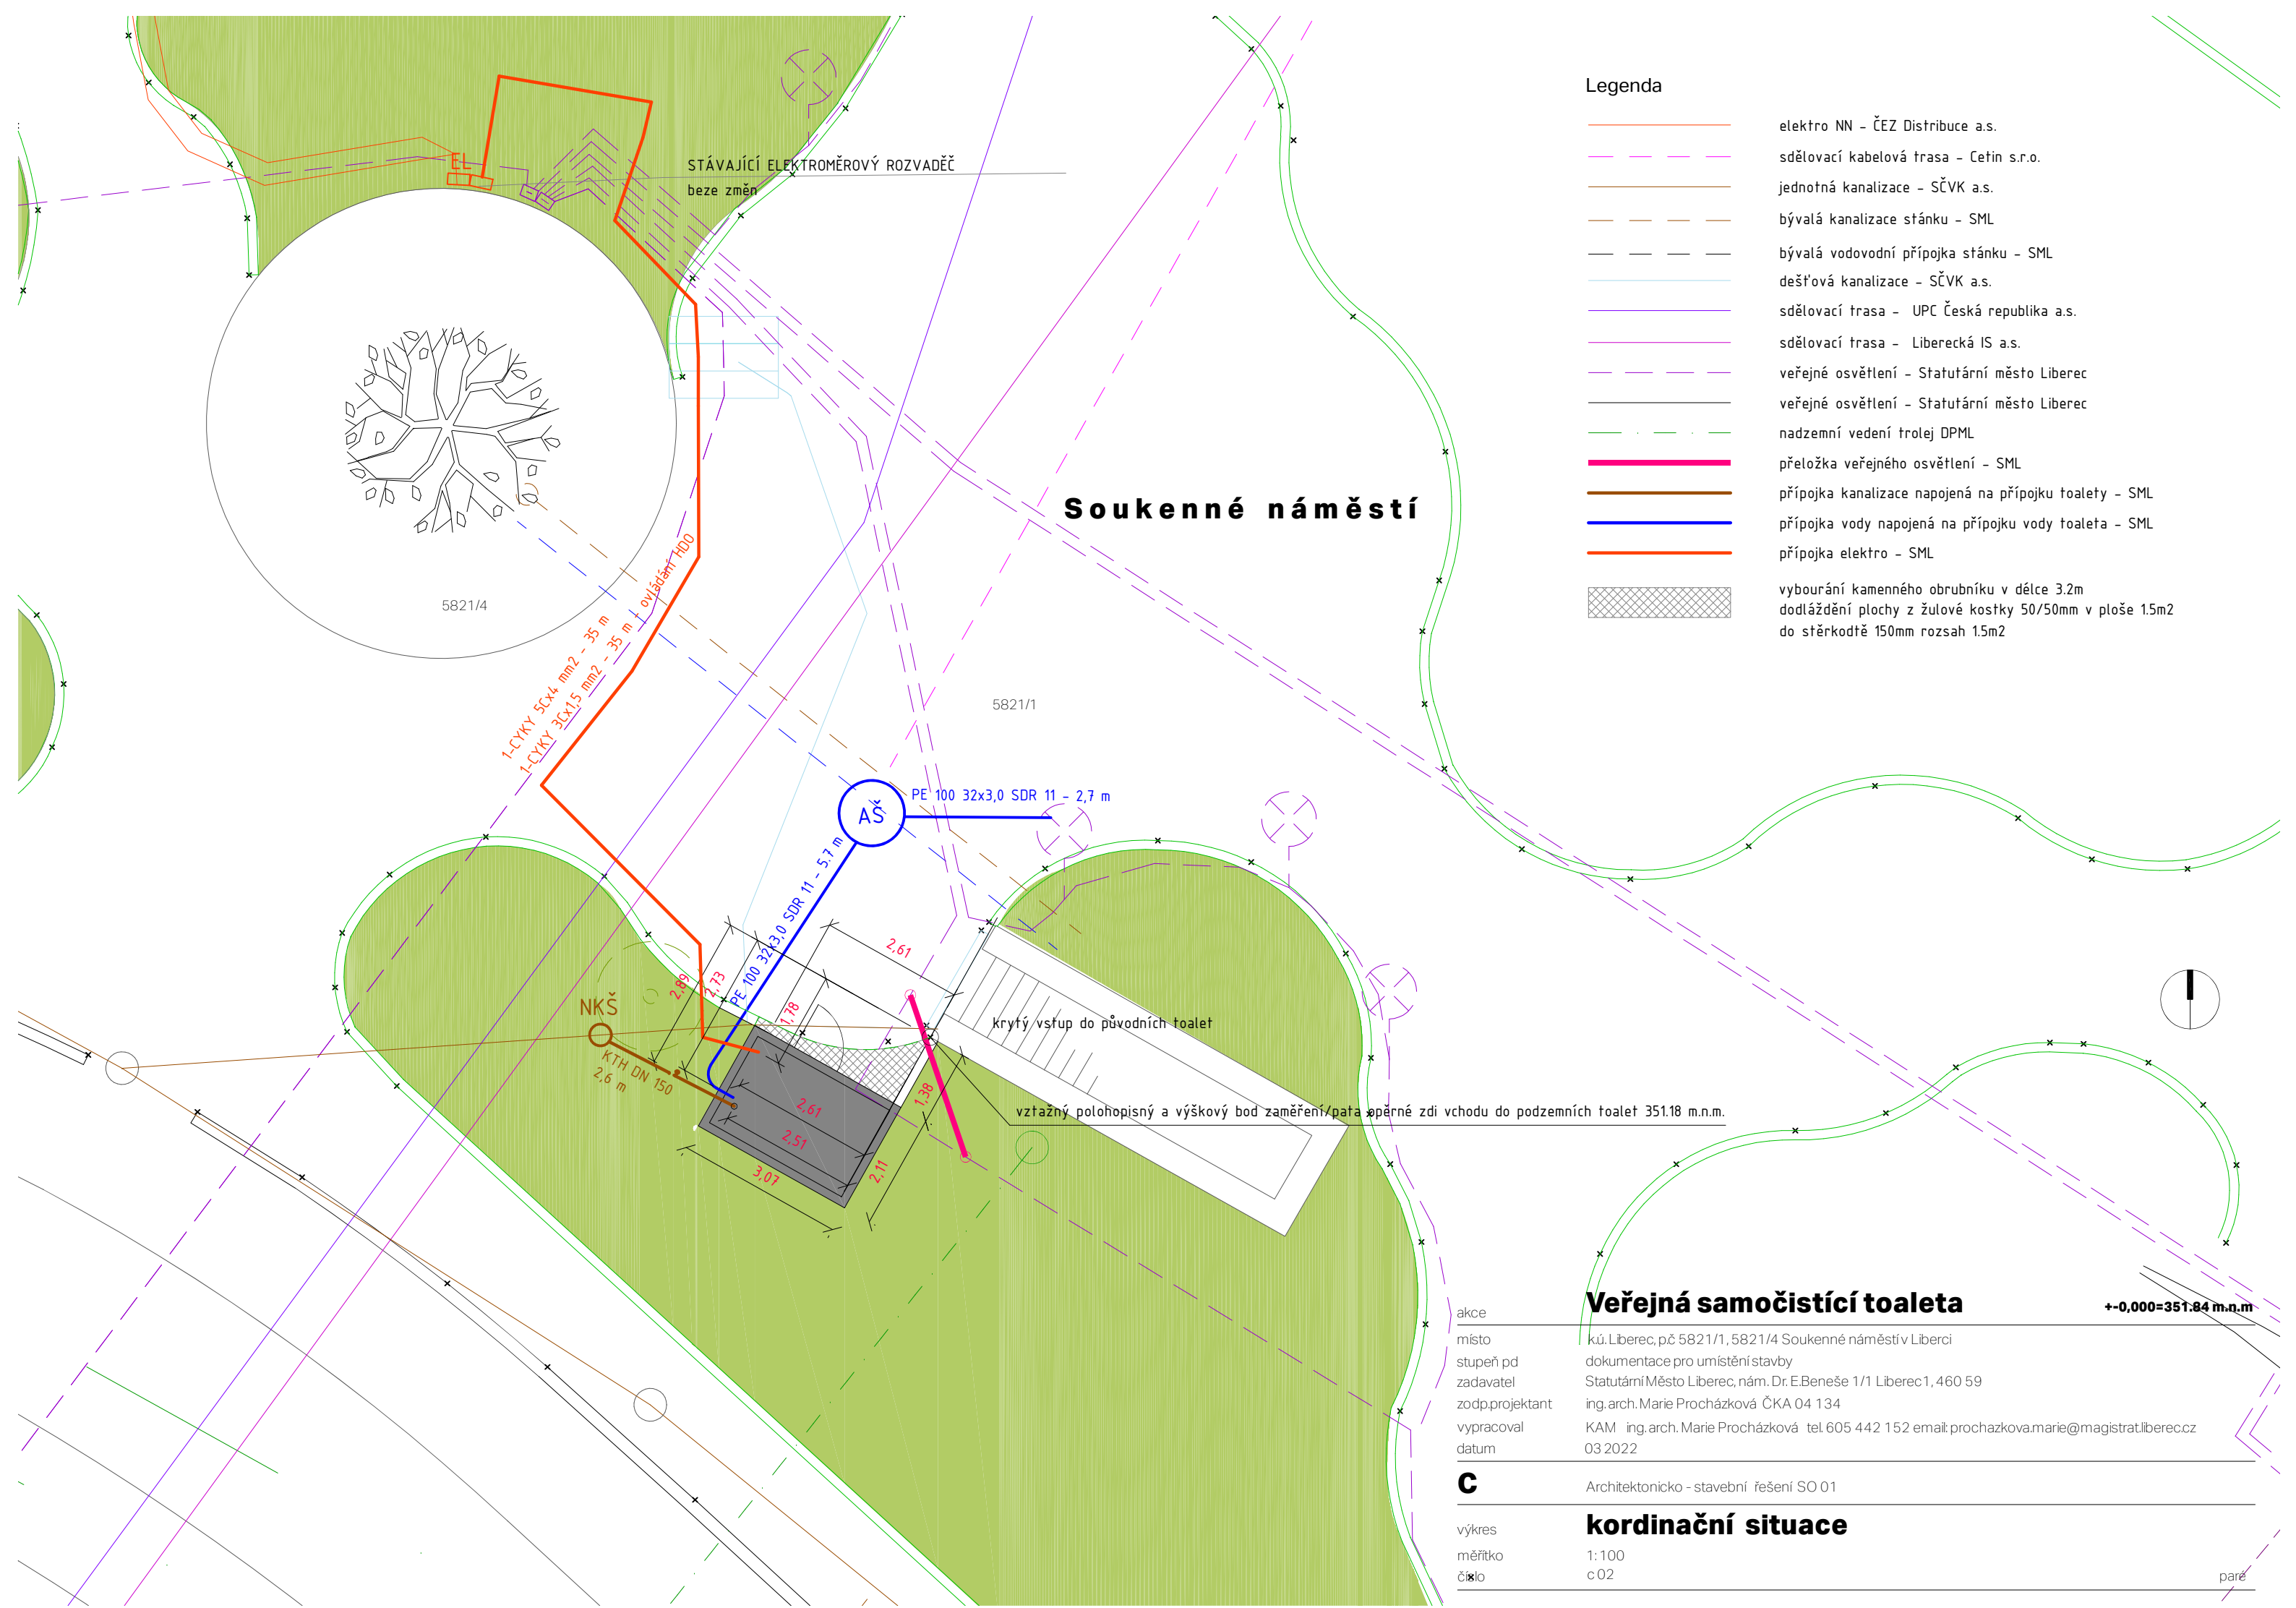 Legenda
elektro NN - ČEZ Distribuce a.s.
sdělovací kabelová trasa - Cetin s.r.o.
jednotná kanalizace - SČVK a.s.
bývalá kanalizace stánku - SML
bývalá vodovodní přípojka stánku - SML
dešťová kanalizace - SČVK a.s.
sdělovací trasa -  UPC Česká republika a.s.
sdělovací trasa -  Liberecká IS a.s.
veřejné osvětlení - Statutární město Liberec
veřejné osvětlení - Statutární město Liberec
nadzemní vedení trolej DPML
přeložka veřejného osvětlení - SML
přípojka kanalizace napojená na přípojku toalety - SML
přípojka vody napojená na přípojku vody toaleta - SML
přípojka elektro - SML
vybourání kamenného obrubníku v délce 3.2m
dodláždění plochy z žulové kostky 50/50mm v ploše 1.5m2
do stěrkodtě 150mm rozsah 1.5m2
EL
STÁVAJÍCÍ ELEKTROMĚROVÝ ROZVADĚČ
beze změn
Soukenné náměstí
5821/4
5821/1
1-CYKY 5Cx4 mm2 - 35 m
1-CYKY 3Cx1,5 mm2 - 35 m - ovládání HDO
AŠ
PE 100 32x3,0 SDR 11 - 2,7 m
PE 100 32x3,0 SDR 11 - 5.7 m
2,61
2,89
2,73
1,78
NKŠ
KTH DN 150
2,6 m
krytý vstup do původních toalet
1,38
2,61
2,51
3,07
2,11
vztažný polohopisný a výškový bod zaměření/pata opěrné zdi vchodu do podzemních toalet 351.18 m.n.m.
akce Veřejná samočistící toaleta +-0,000=351.84 m.n.m
místo k.ú. Liberec, p.č 5821/1, 5821/4 Soukenné náměstí v Liberci
stupeň pd dokumentace pro umístění stavby
zadavatel Statutární Město Liberec, nám. Dr. E.Beneše 1/1 Liberec1, 460 59
zodp.projektant ing. arch. Marie Procházková ČKA 04 134
vypracoval KAM ing. arch. Marie Procházková tel. 605 442 152 email: prochazkova.marie@magistrat.liberec.cz
datum 03 2022
C Architektonicko - stavební řešení SO 01
výkres kordinační situace
měřítko 1: 100
číslo c 02 paré